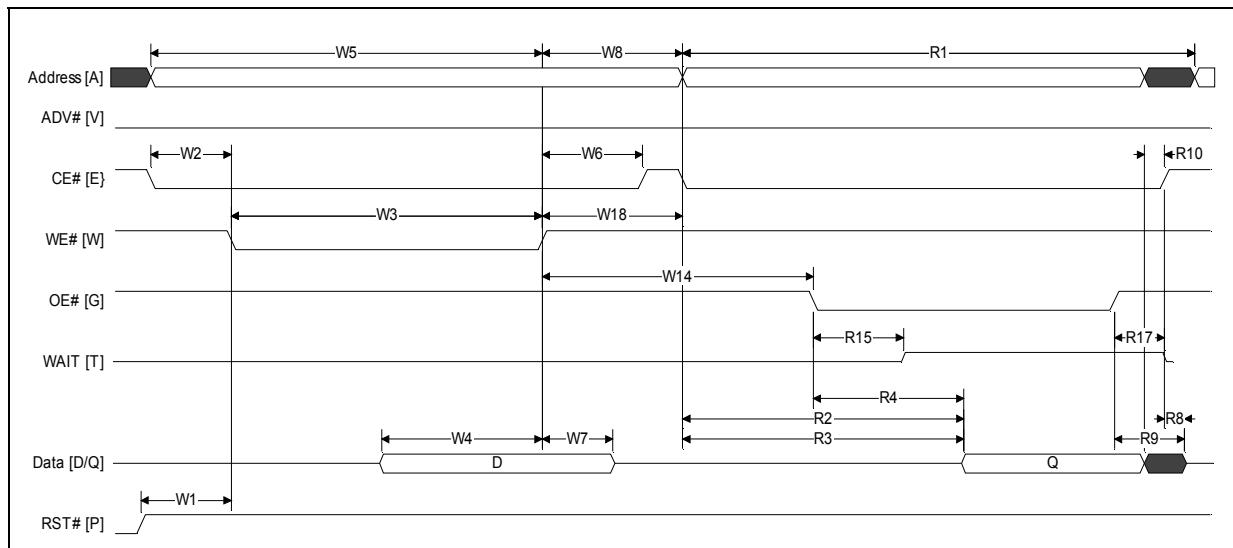 W5 W8 R1
Address [A]
ADV# [V]
W2 W6 R10
CE# [E}
W3 W18
WE# [W]
W14
OE# [G]
R15 R17
WAIT [T]
R4
R2 R8
W4 W7 R3 R9
Data [D/Q] D Q
W1
RST# [P]